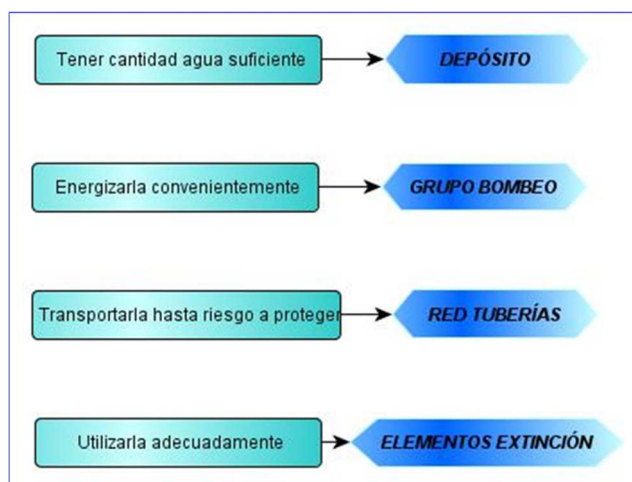 Tener cantidad agua suficiente
DEPÓSITO
Energizarla convenientemente
GRUPO BOMBEO
Transportarla hasta riesgo a proteger
RED TUBERÍAS
Utilizarla adecuadamente
ELEMENTOS EXTINCIÓN